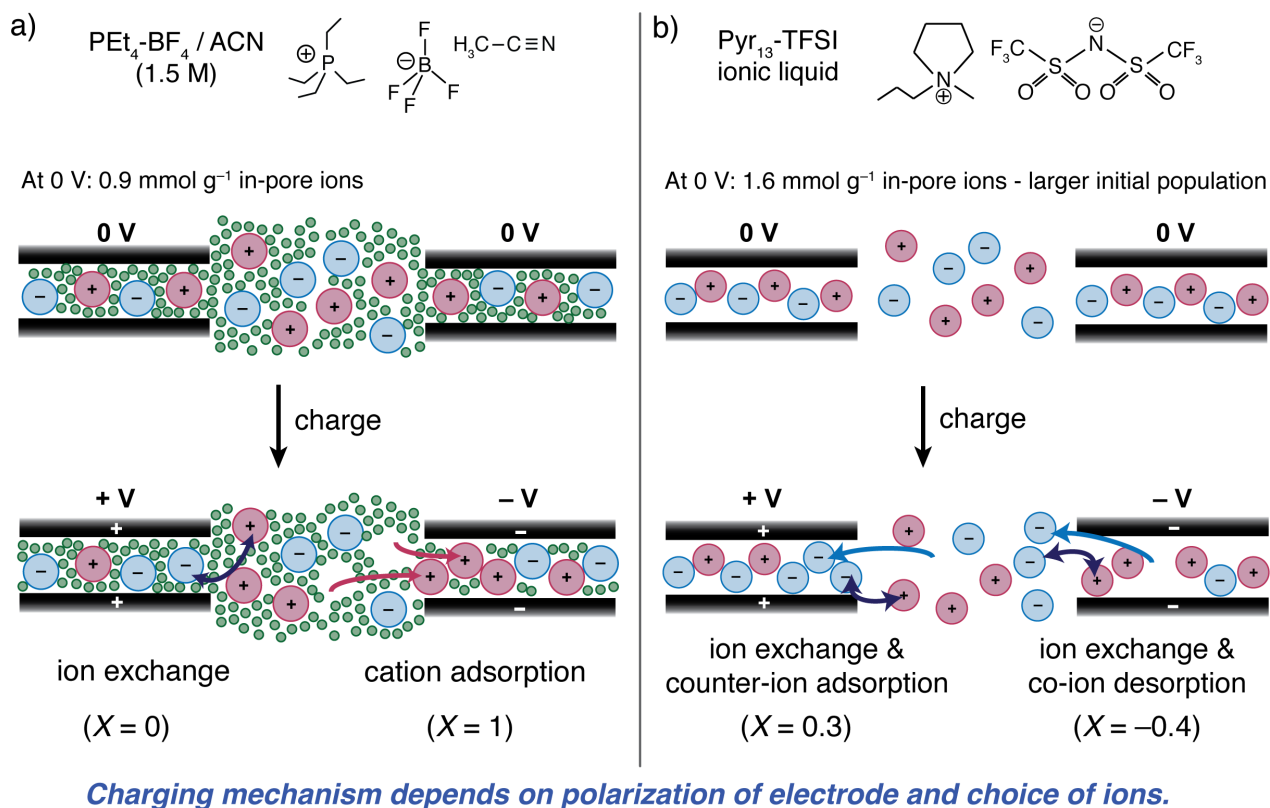 a)
PEt₄-BF₄ / ACN
(1.5 M)
⊕
P
F
⊖
B
F
F
F
H₃C−C≡N
At 0 V: 0.9 mmol g⁻¹ in-pore ions
0 V
0 V
− + − +
+ − − + − + + −
+ − + −
charge
+ V
− V
+
−
− + − −
+ − − + + −
+ + + − + −
+
−
ion exchange
cation adsorption
(X = 0)
(X = 1)
b)
Pyr₁₃-TFSI
ionic liquid
N
⊕
F₃C
S
O
O
⊖
N
S
O
O
CF₃
At 0 V: 1.6 mmol g⁻¹ in-pore ions - larger initial population
0 V
0 V
− + − + − +
+ − − + − + + −
− + − + − +
charge
+ V
− V
+
−
− + − + − − −
+ − + + + − − −
+ + + − +
+
−
ion exchange &
counter-ion adsorption
ion exchange &
co-ion desorption
(X = 0.3)
(X = −0.4)
Charging mechanism depends on polarization of electrode and choice of ions.